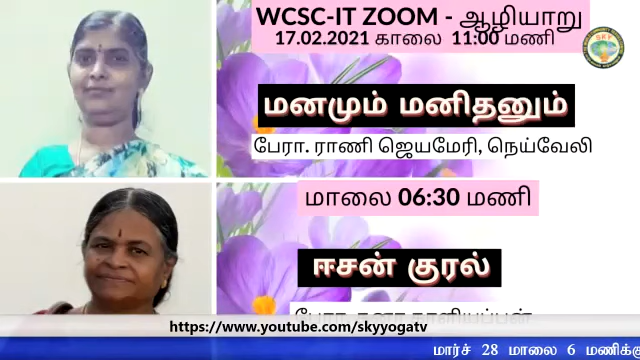 WCSC-IT ZOOM - ஆழியாறு
17.02.2021 காலை 11:00 மணி
SKY
மனமும் மனிதனும்
பேரா. ராணி ஜெயமேரி, நெய்வேலி
மாலை 06:30 மணி
ஈசன் குரல்
பேரா.
https://www.youtube.com/skyyogatv
மார்ச் 28 மாலை 6 மணிக்கு